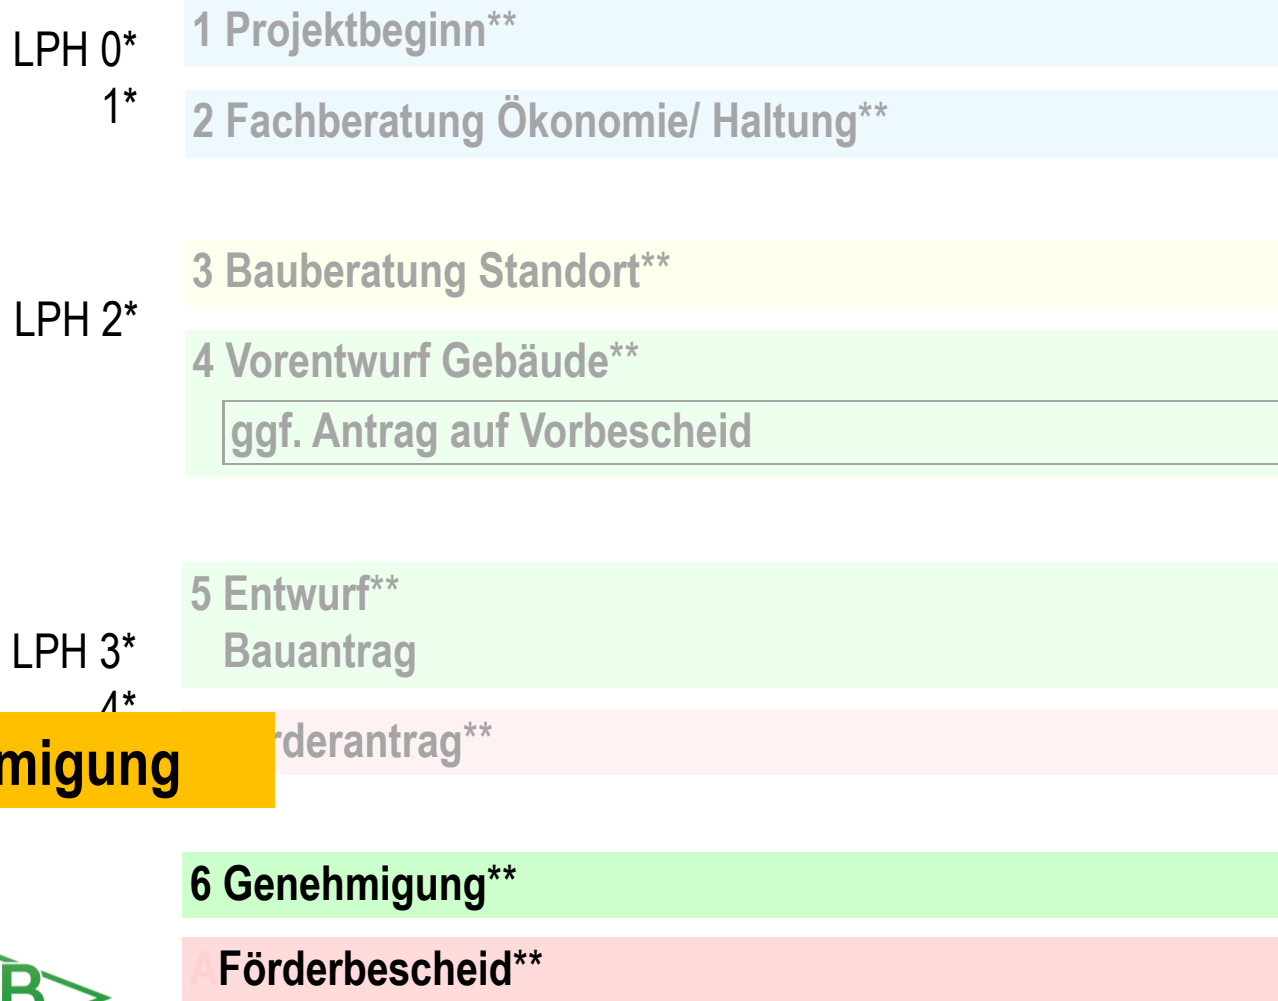 LPH 0*
1 Projektbeginn**
1*
2 Fachberatung Ökonomie/ Haltung**
3 Bauberatung Standort**
LPH 2*
4 Vorentwurf Gebäude**
ggf. Antrag auf Vorbescheid
5 Entwurf**
LPH 3*
Bauantrag
4*
rderantrag**
migung
6 Genehmigung**
A Förderbescheid**
B